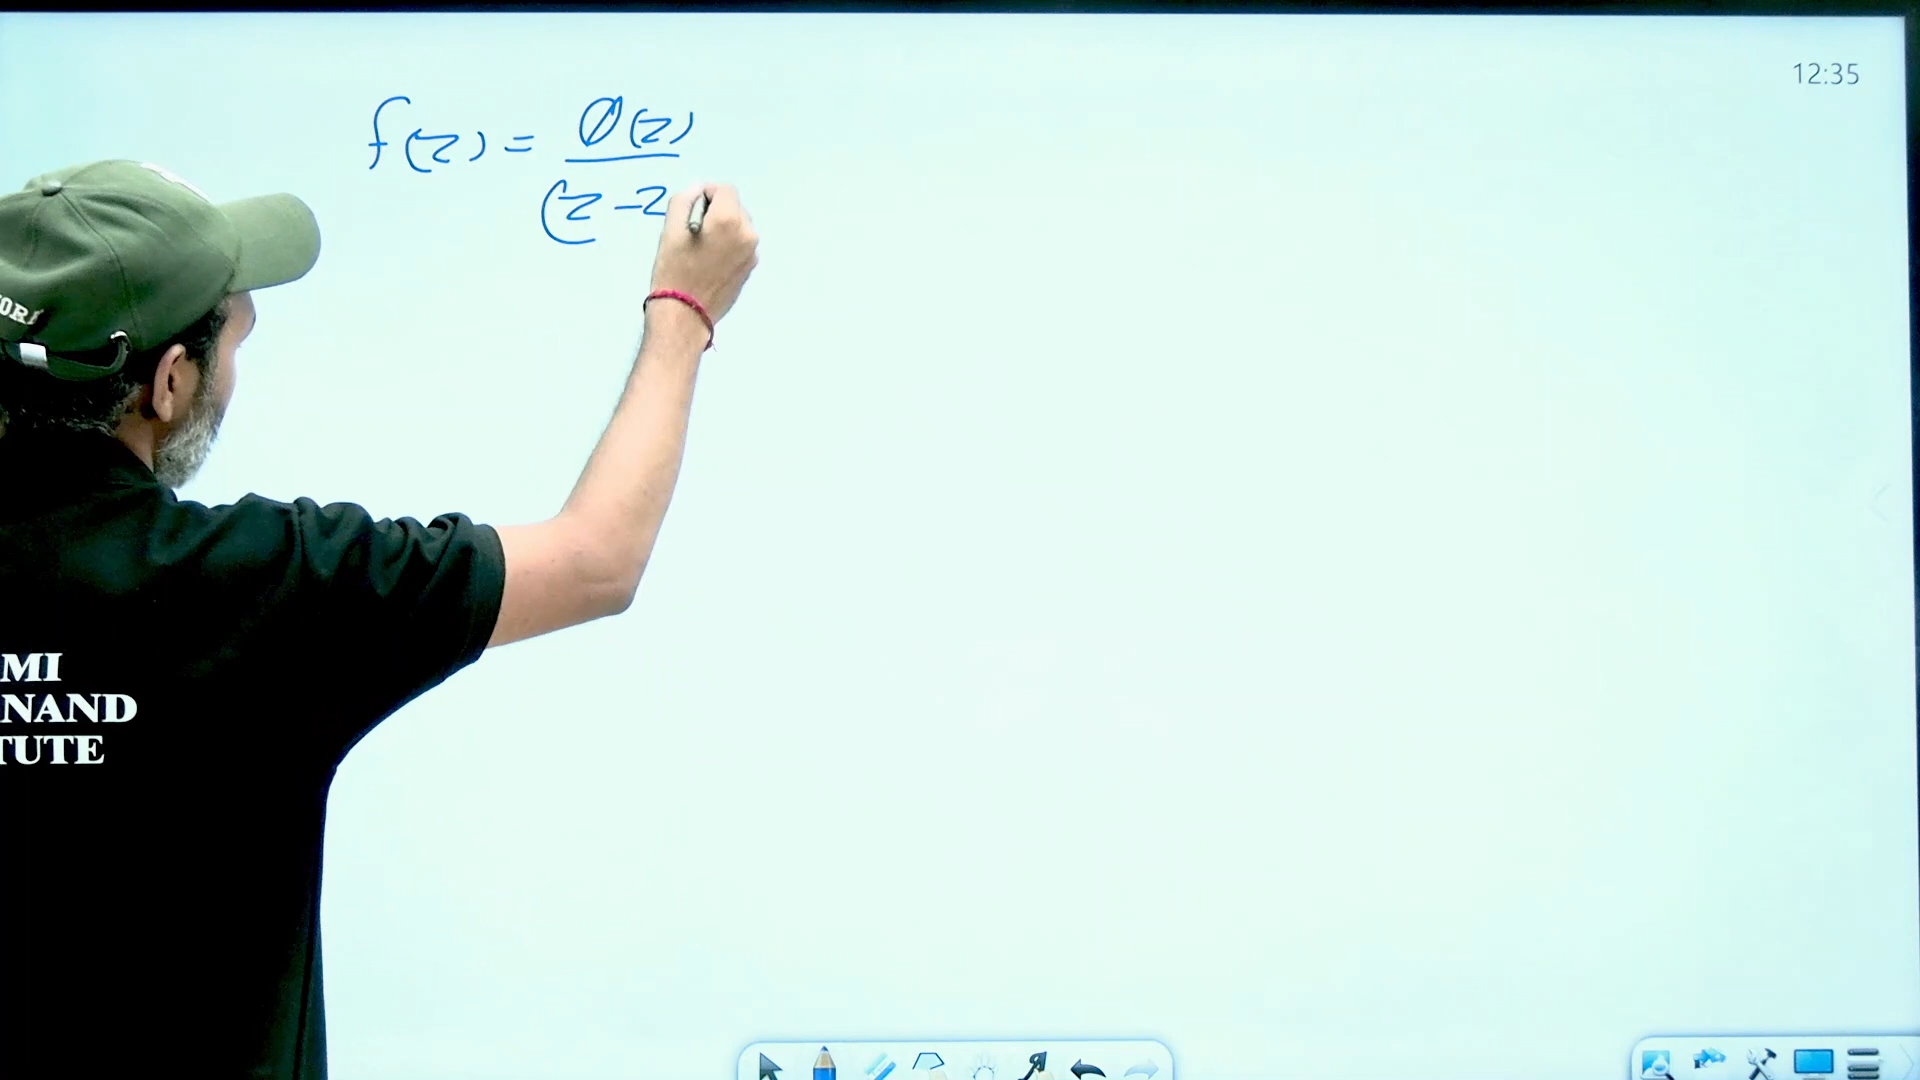 12:35
f(z) = Ø(z)
(z - z
MI
NAND
TUTE